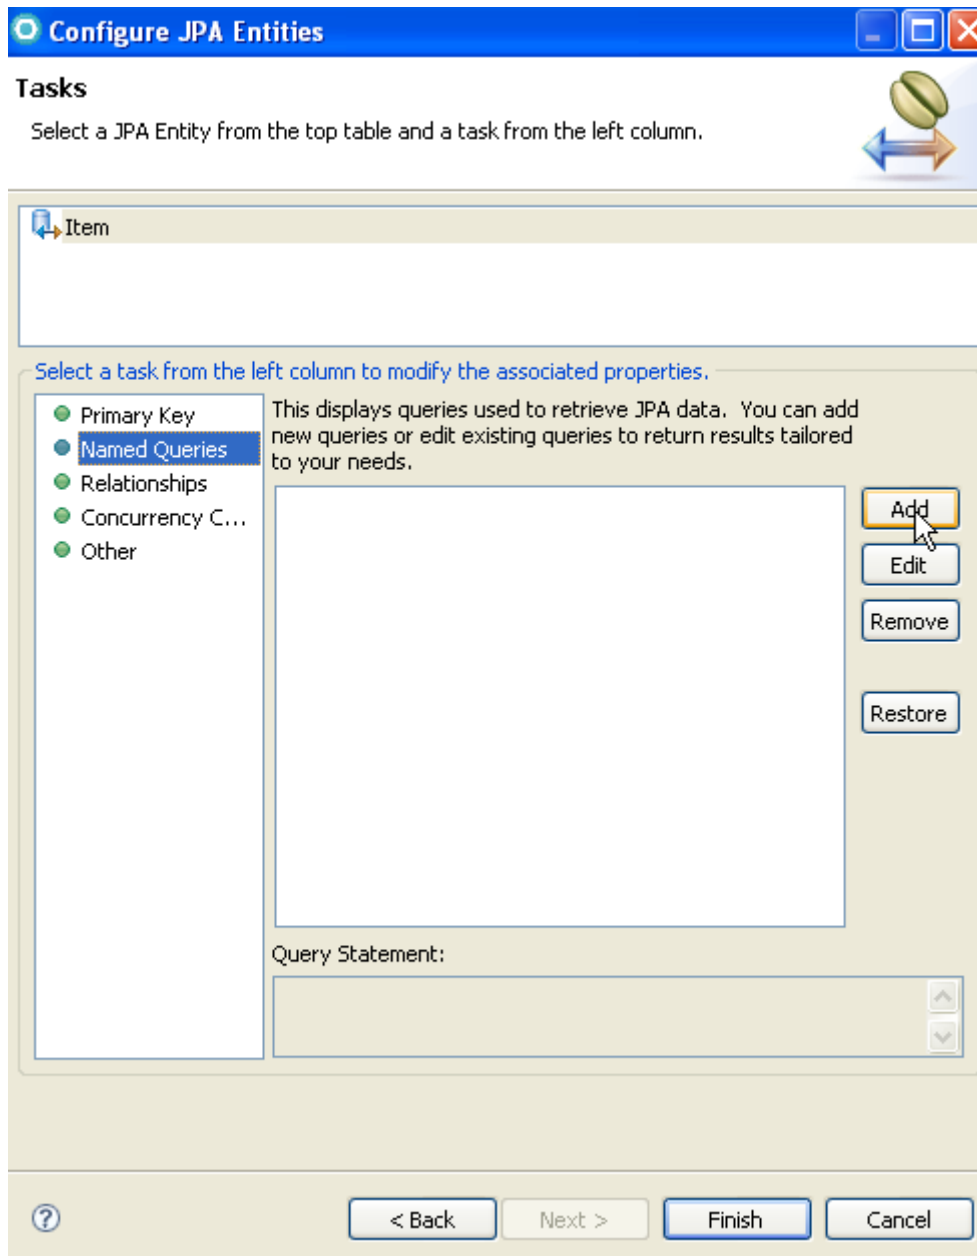 Configure JPA Entities
Tasks
Select a JPA Entity from the top table and a task from the left column.
Item
Select a task from the left column to modify the associated properties.
Primary Key
Named Queries
Relationships
Concurrency C...
Other
This displays queries used to retrieve JPA data. You can add
new queries or edit existing queries to return results tailored
to your needs.
Add
Edit
Remove
Restore
Query Statement:
?
< Back
Next >
Finish
Cancel